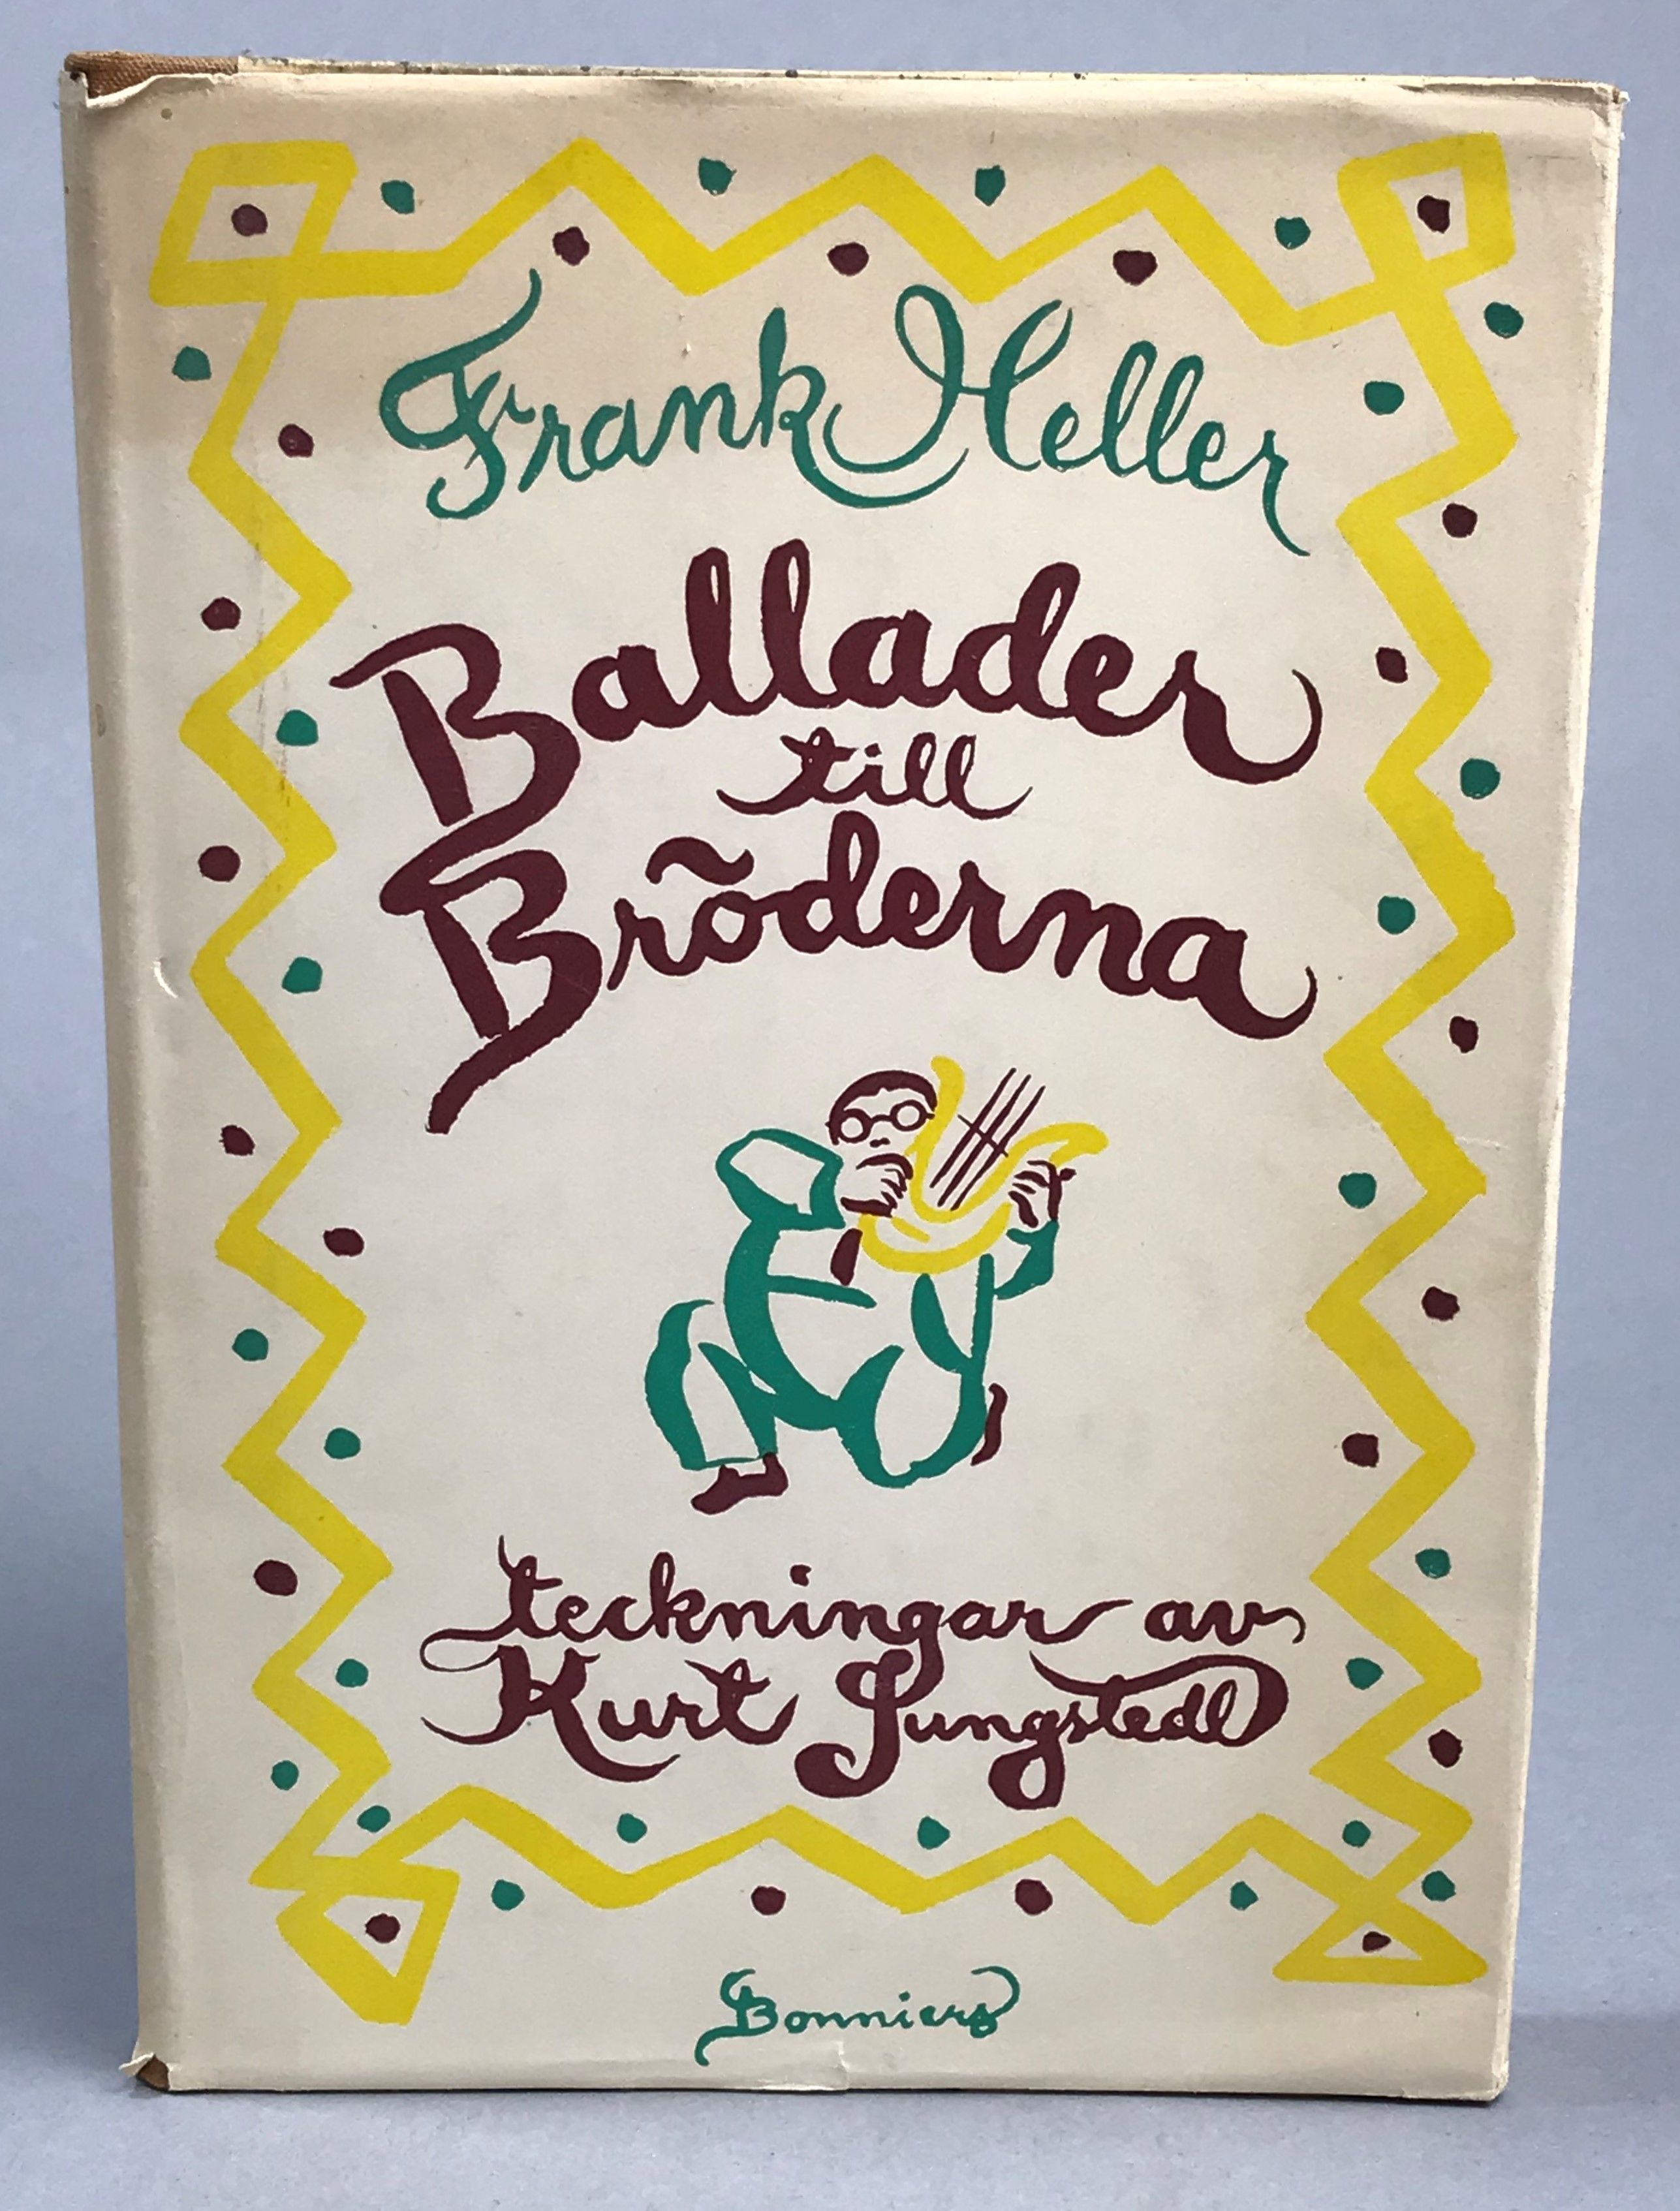 Frank Heller
Ballader
till
Bröderna
teckningar av
Kurt Jungstedt
Bonniers